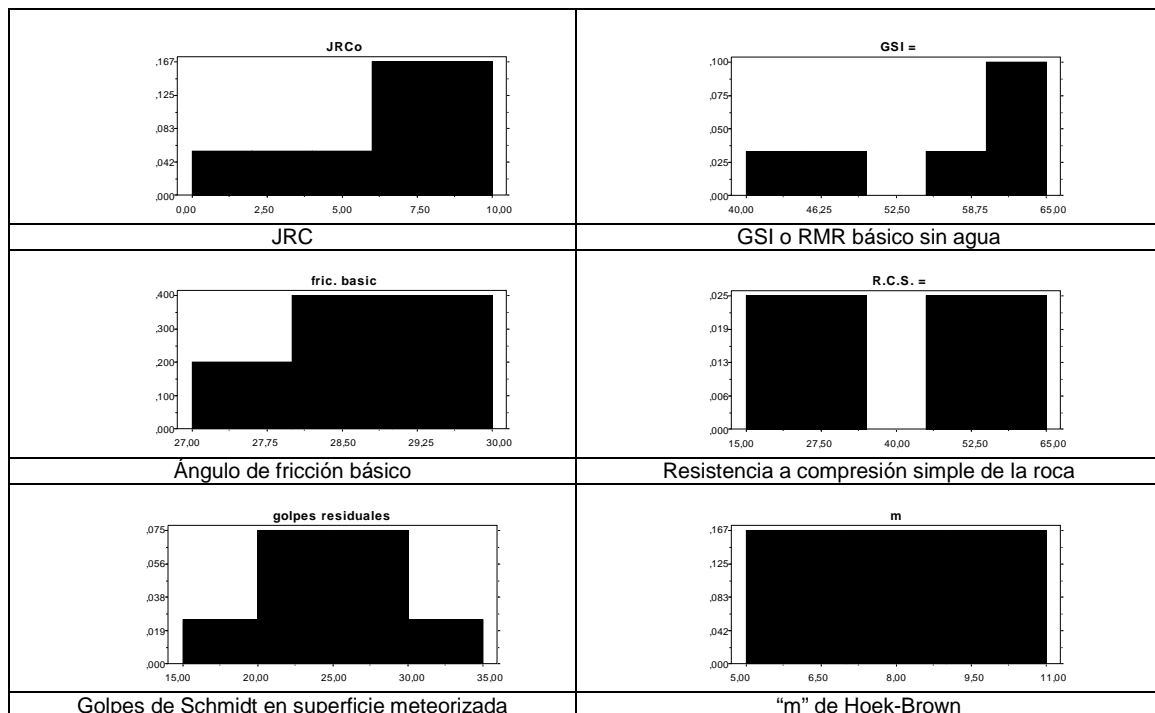 JRCo
,167
,125
,083
,042
,000
0,00 2,50 5,00 7,50 10,00
JRC
GSI =
,100
,075
,050
,025
,000
40,00 46,25 52,50 58,75 65,00
GSI o RMR básico sin agua
fric. basic
,400
,300
,200
,100
,000
27,00 27,75 28,50 29,25 30,00
Ángulo de fricción básico
R.C.S. =
,025
,019
,013
,006
,000
15,00 27,50 40,00 52,50 65,00
Resistencia a compresión simple de la roca
golpes residuales
,075
,056
,038
,019
,000
15,00 20,00 25,00 30,00 35,00
Golpes de Schmidt en superficie meteorizada
m
,167
,125
,083
,042
,000
5,00 6,50 8,00 9,50 11,00
“m” de Hoek-Brown